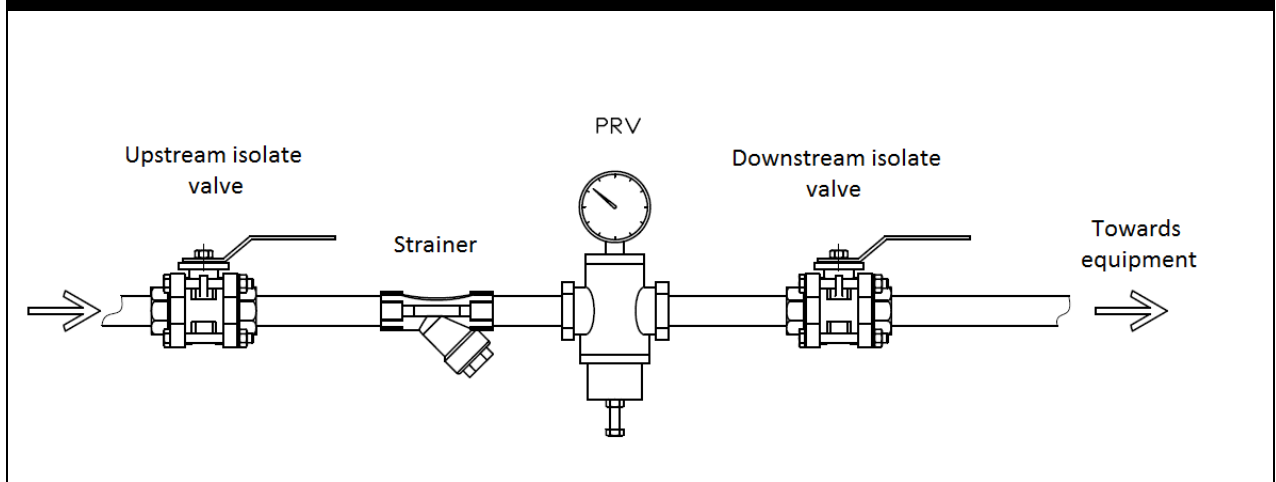 PRV
Upstream isolate
valve
Downstream isolate
valve
Strainer
Towards
equipment